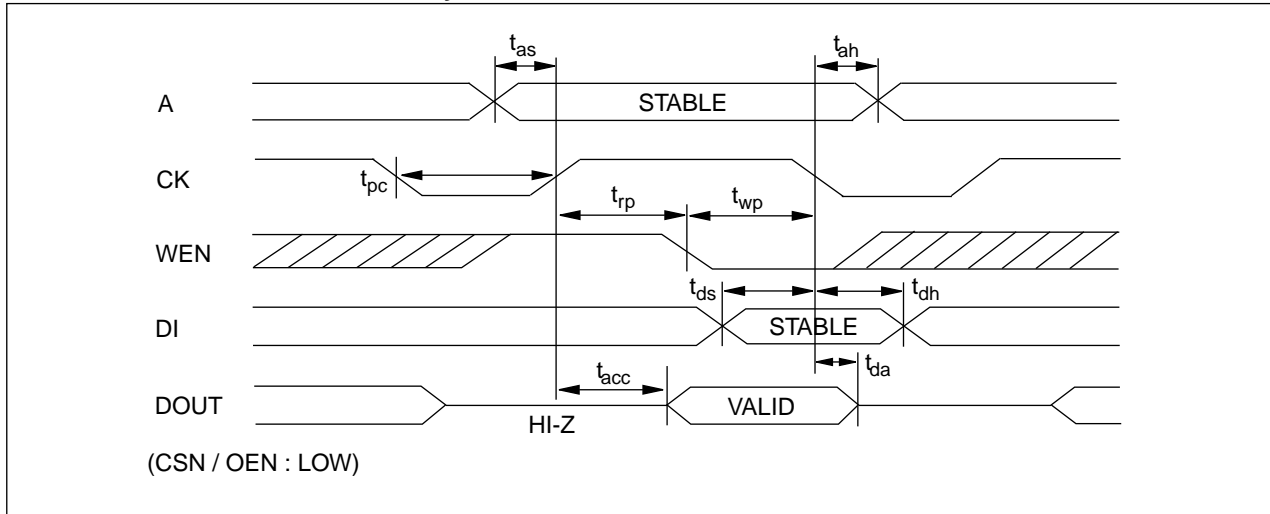 tas
tah
A
STABLE
CK
tpc
trp
twp
WEN
tds
tdh
DI
STABLE
tacc
tda
DOUT
VALID
HI-Z
(CSN / OEN : LOW)